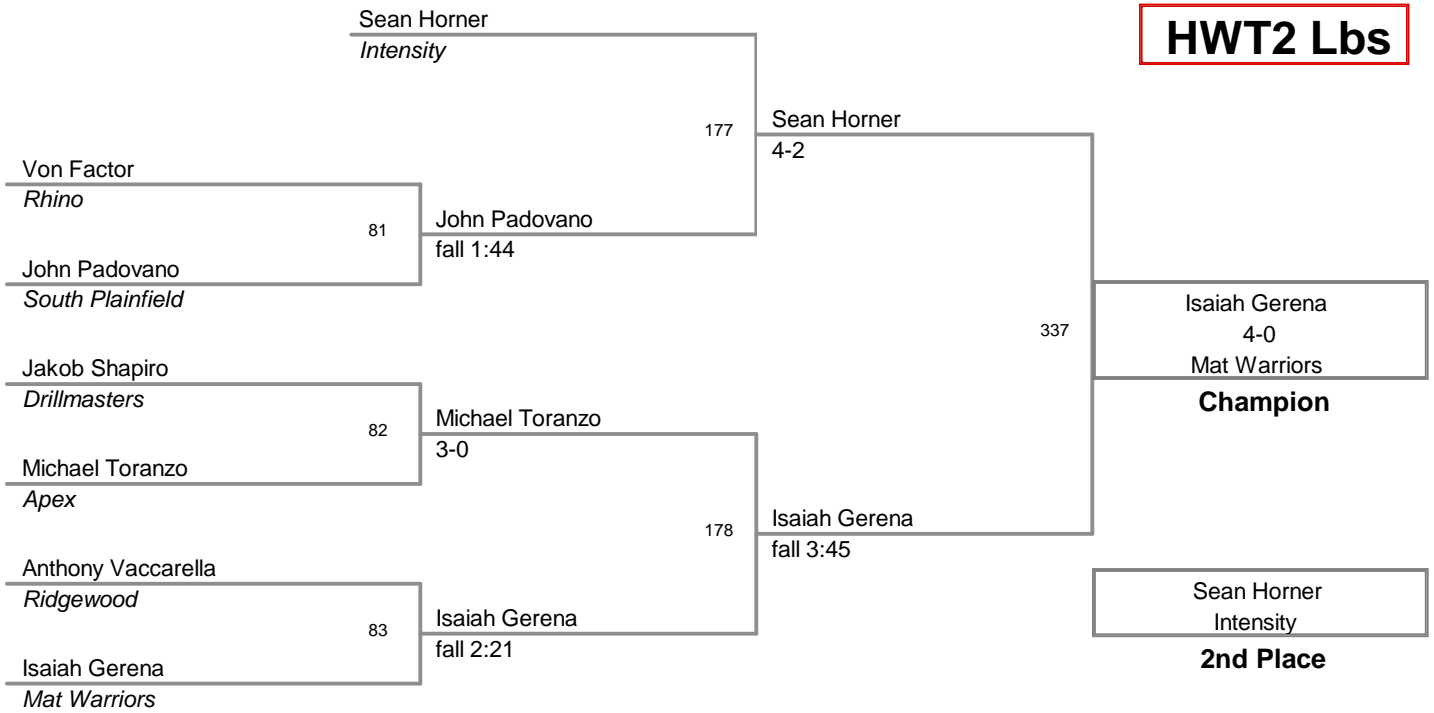 Sean Horner
Intensity
HWT2 Lbs
177
Sean Horner
4-2
Von Factor
Rhino
81
John Padovano
fall 1:44
John Padovano
South Plainfield
337
Isaiah Gerena
4-0
Mat Warriors
Champion
Jakob Shapiro
Drillmasters
82
Michael Toranzo
3-0
Michael Toranzo
Apex
178
Isaiah Gerena
fall 3:45
Anthony Vaccarella
Ridgewood
83
Isaiah Gerena
fall 2:21
Isaiah Gerena
Mat Warriors
Sean Horner
Intensity
2nd Place